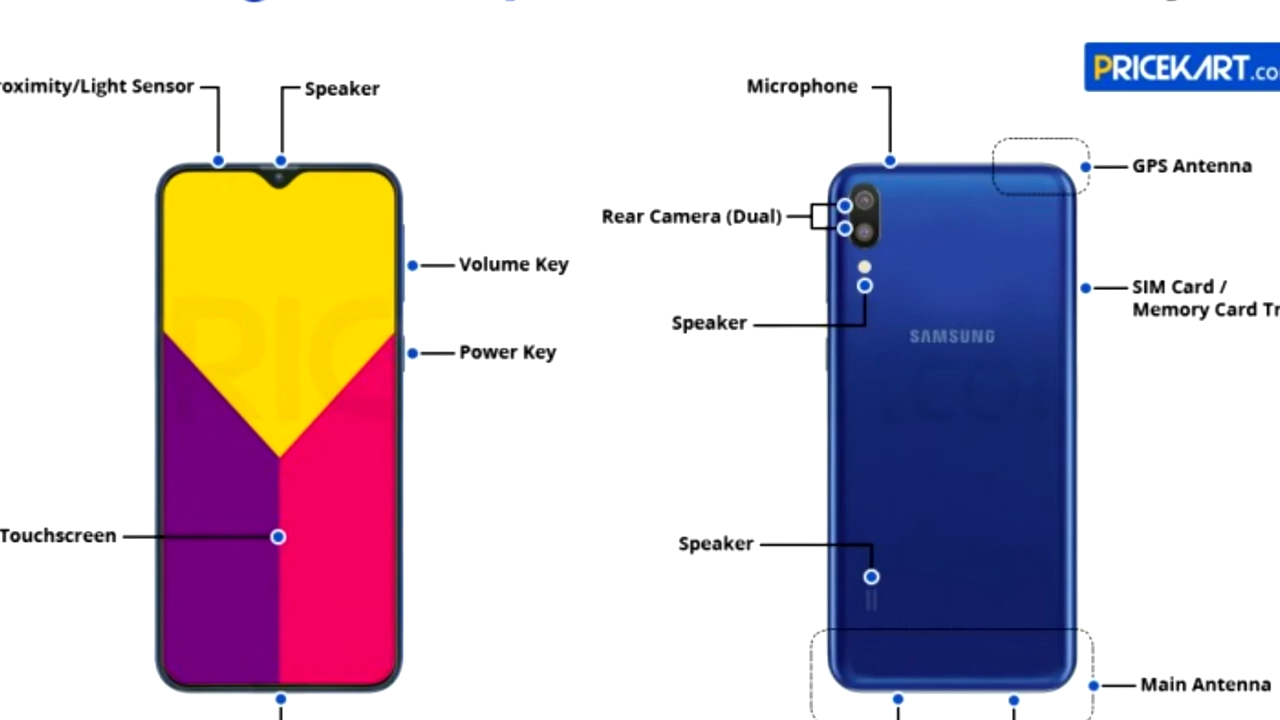 PRICEKART.co
roximity/Light Sensor
Speaker
Microphone
GPS Antenna
Rear Camera (Dual)
Volume Key
SIM Card /
Memory Card Tr
Speaker
SAMSUNG
Power Key
Touchscreen
Speaker
Main Antenna